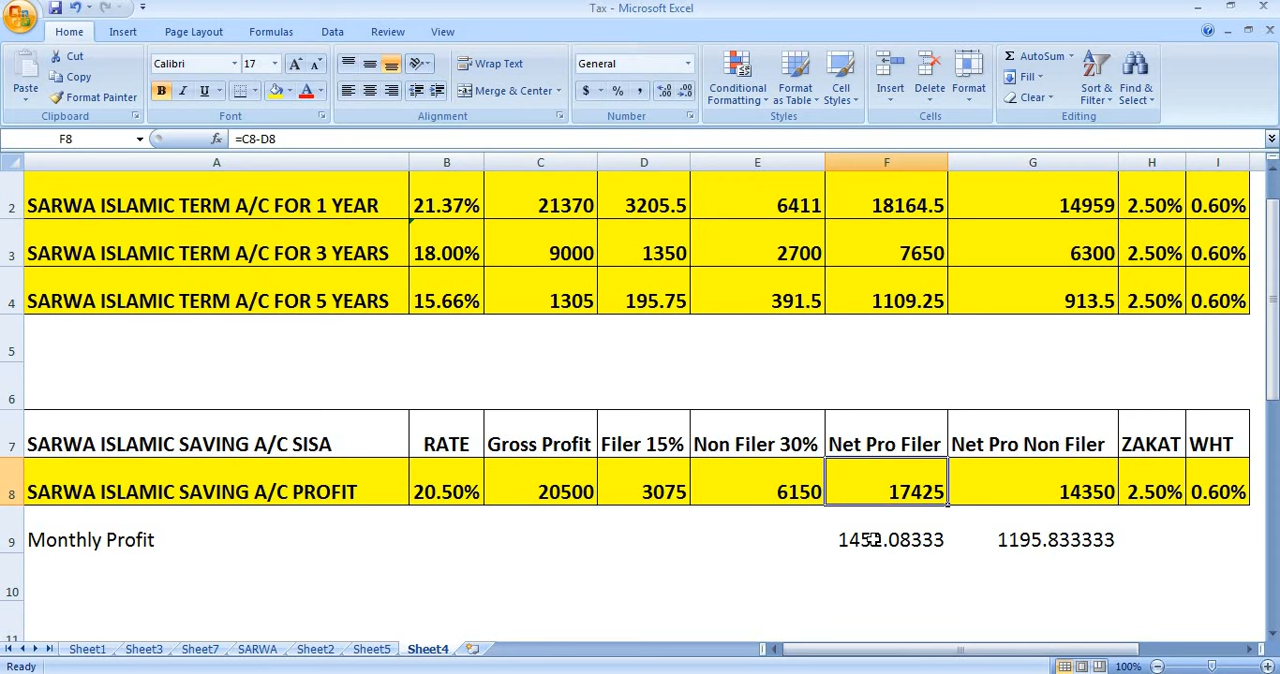 Tax - Microsoft Excel
Home Insert Page Layout Formulas Data Review View
Paste
Cut
Copy
Format Painter
Clipboard
Calibri 17 A A
B I U A
Font
Wrap Text
Merge & Center
Alignment
General
$ % ,
Number
Conditional Formatting
Format as Table
Cell Styles
Styles
Insert Delete Format
Cells
Σ AutoSum
Fill
Clear
Sort & Filter
Find & Select
Editing
F8 fx =C8-D8
A B C D E F G H I
2 SARWA ISLAMIC TERM A/C FOR 1 YEAR 21.37% 21370 3205.5 6411 18164.5 14959 2.50% 0.60%
3 SARWA ISLAMIC TERM A/C FOR 3 YEARS 18.00% 9000 1350 2700 7650 6300 2.50% 0.60%
4 SARWA ISLAMIC TERM A/C FOR 5 YEARS 15.66% 1305 195.75 391.5 1109.25 913.5 2.50% 0.60%
5
6
7 SARWA ISLAMIC SAVING A/C SISA RATE Gross Profit Filer 15% Non Filer 30% Net Pro Filer Net Pro Non Filer ZAKAT WHT
8 SARWA ISLAMIC SAVING A/C PROFIT 20.50% 20500 3075 6150 17425 14350 2.50% 0.60%
9 Monthly Profit 1452.08333 1195.833333
10
11
Sheet1 Sheet3 Sheet7 SARWA Sheet2 Sheet5 Sheet4
Ready 100%